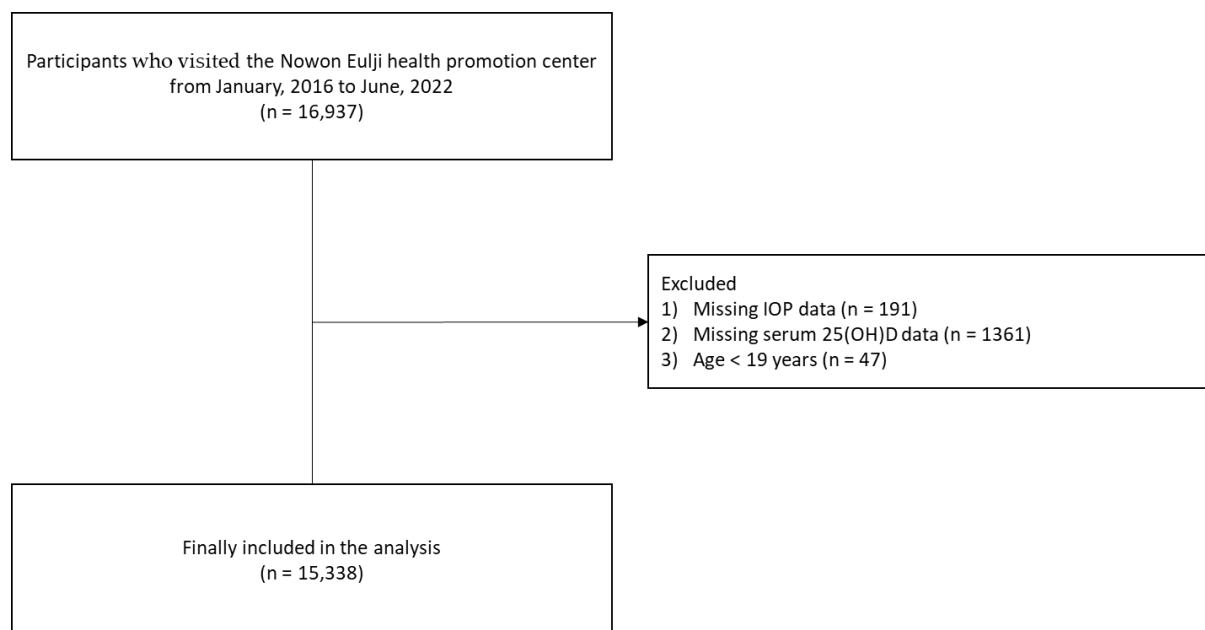 Participants who visited the Nowon Eulji health promotion center
from January, 2016 to June, 2022
(n = 16,937)
Excluded
1) Missing IOP data (n = 191)
2) Missing serum 25(OH)D data (n = 1361)
3) Age < 19 years (n = 47)
Finally included in the analysis
(n = 15,338)